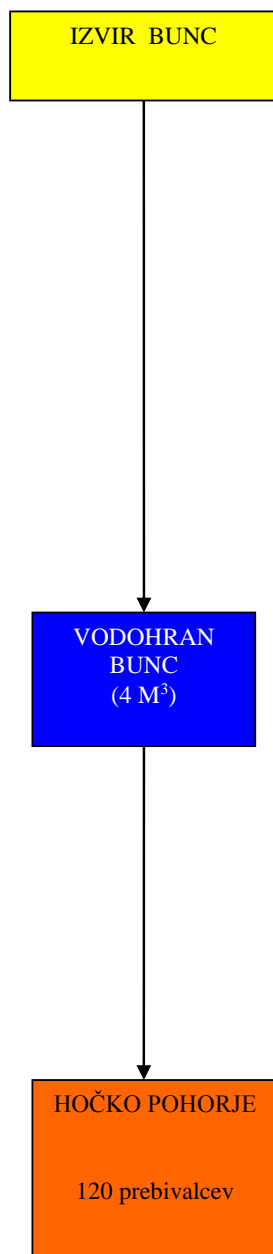 IZVIR BUNC
VODOHRAN
BUNC
(4 M³)
HOČKO POHORJE
120 prebivalcev